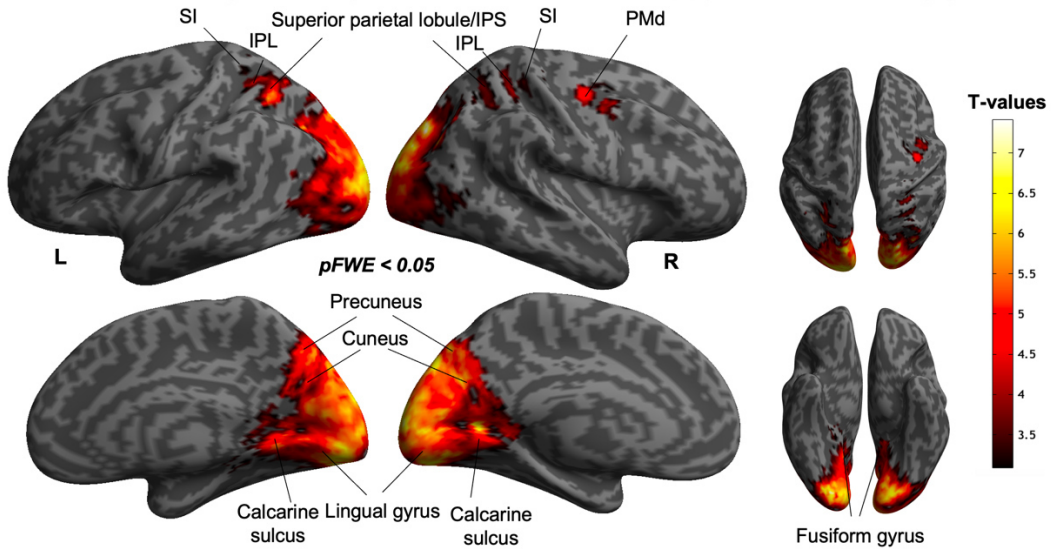 SI
Superior parietal lobule/IPS
SI
PMd
IPL
IPL
T-values
7
6.5
6
5.5
5
4.5
4
3.5
L
R
pFWE < 0.05
Precuneus
Cuneus
Calcarine
sulcus
Lingual gyrus
Calcarine
sulcus
Fusiform gyrus